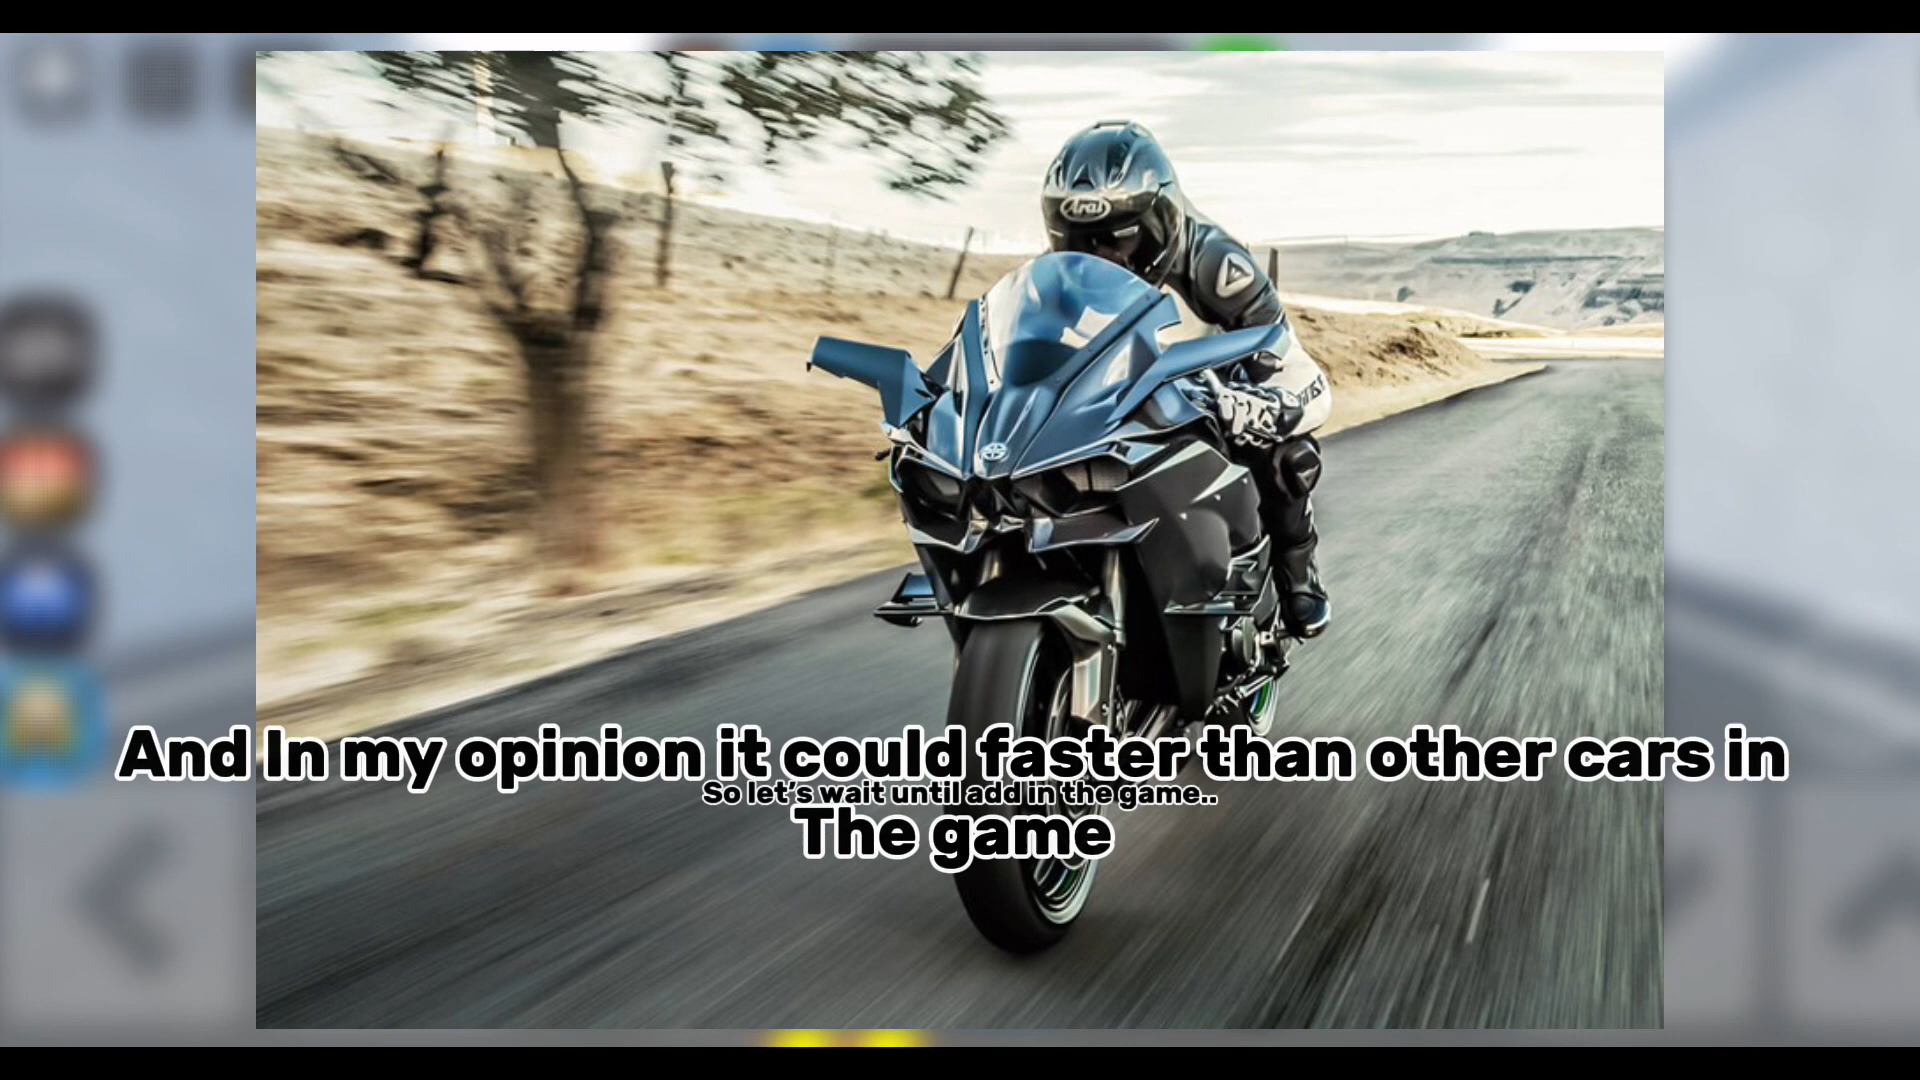 Arai
And In my opinion it could faster than other cars in
So let's wait until add in the game..
The game